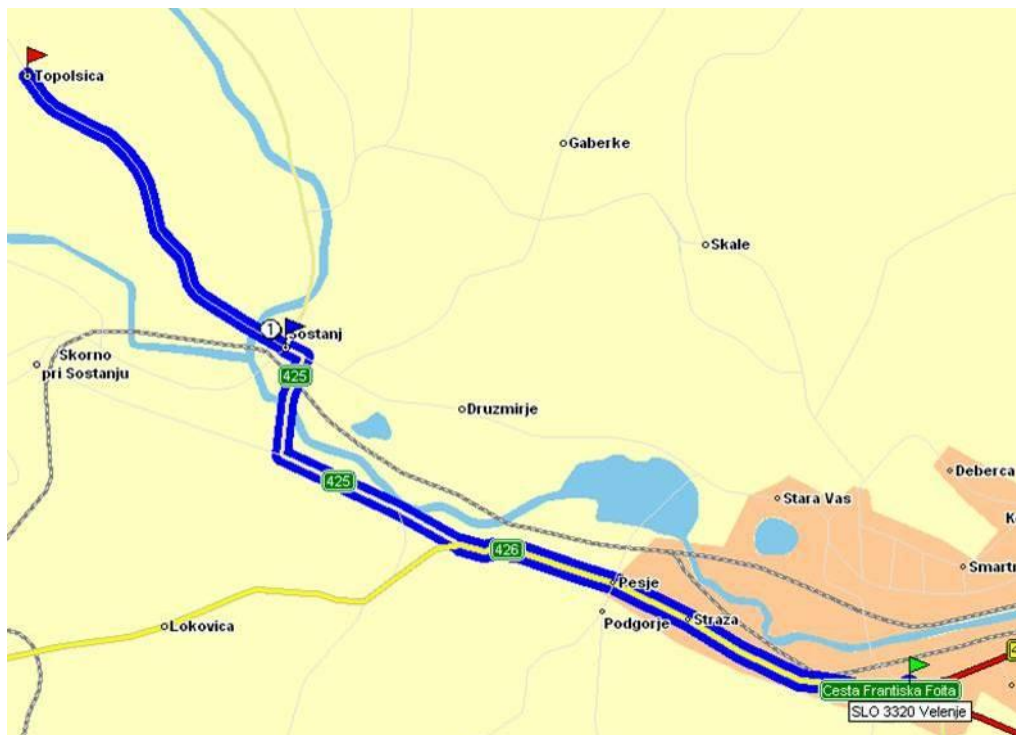 Topolsica
Gaberke
Skale
1
Sostanj
Skorno
pri Sostanju
425
Druzmirje
425
Deberca
Stara Vas
426
Smartn
Pesje
Podgorje
Straza
Lokovica
4
Cesta Frantiska Foita
SLO 3320 Velenje